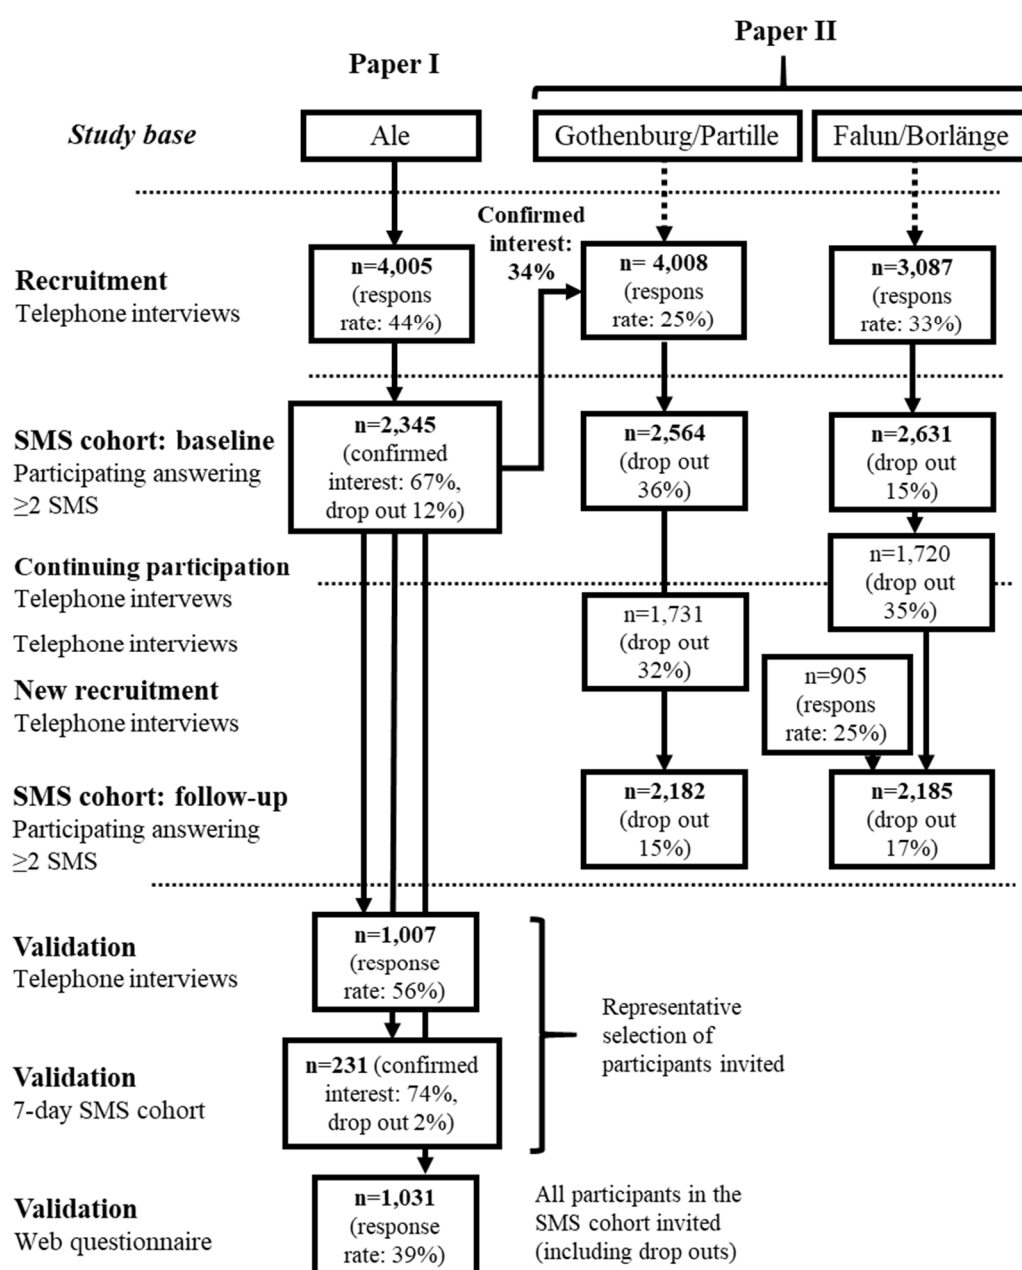 Paper II
Paper I
Study base
Ale
Gothenburg/Partille
Falun/Borlänge
Confirmed
interest:
34%
Recruitment
Telephone interviews
n=4,005
(respons
rate: 44%)
n= 4,008
(respons
rate: 25%)
n=3,087
(respons
rate: 33%)
SMS cohort: baseline
Participating answering
≥2 SMS
n=2,345
(confirmed
interest: 67%,
drop out 12%)
n=2,564
(drop out
36%)
n=2,631
(drop out
15%)
Continuing participation
Telephone intervews
Telephone interviews
n=1,720
(drop out
35%)
n=1,731
(drop out
32%)
New recruitment
Telephone interviews
n=905
(respons
rate: 25%)
SMS cohort: follow-up
Participating answering
≥2 SMS
n=2,182
(drop out
15%)
n=2,185
(drop out
17%)
Validation
Telephone interviews
n=1,007
(response
rate: 56%)
Representative
selection of
participants invited
Validation
7-day SMS cohort
n=231 (confirmed
interest: 74%,
drop out 2%)
Validation
Web questionnaire
n=1,031
(response
rate: 39%)
All participants in the
SMS cohort invited
(including drop outs)